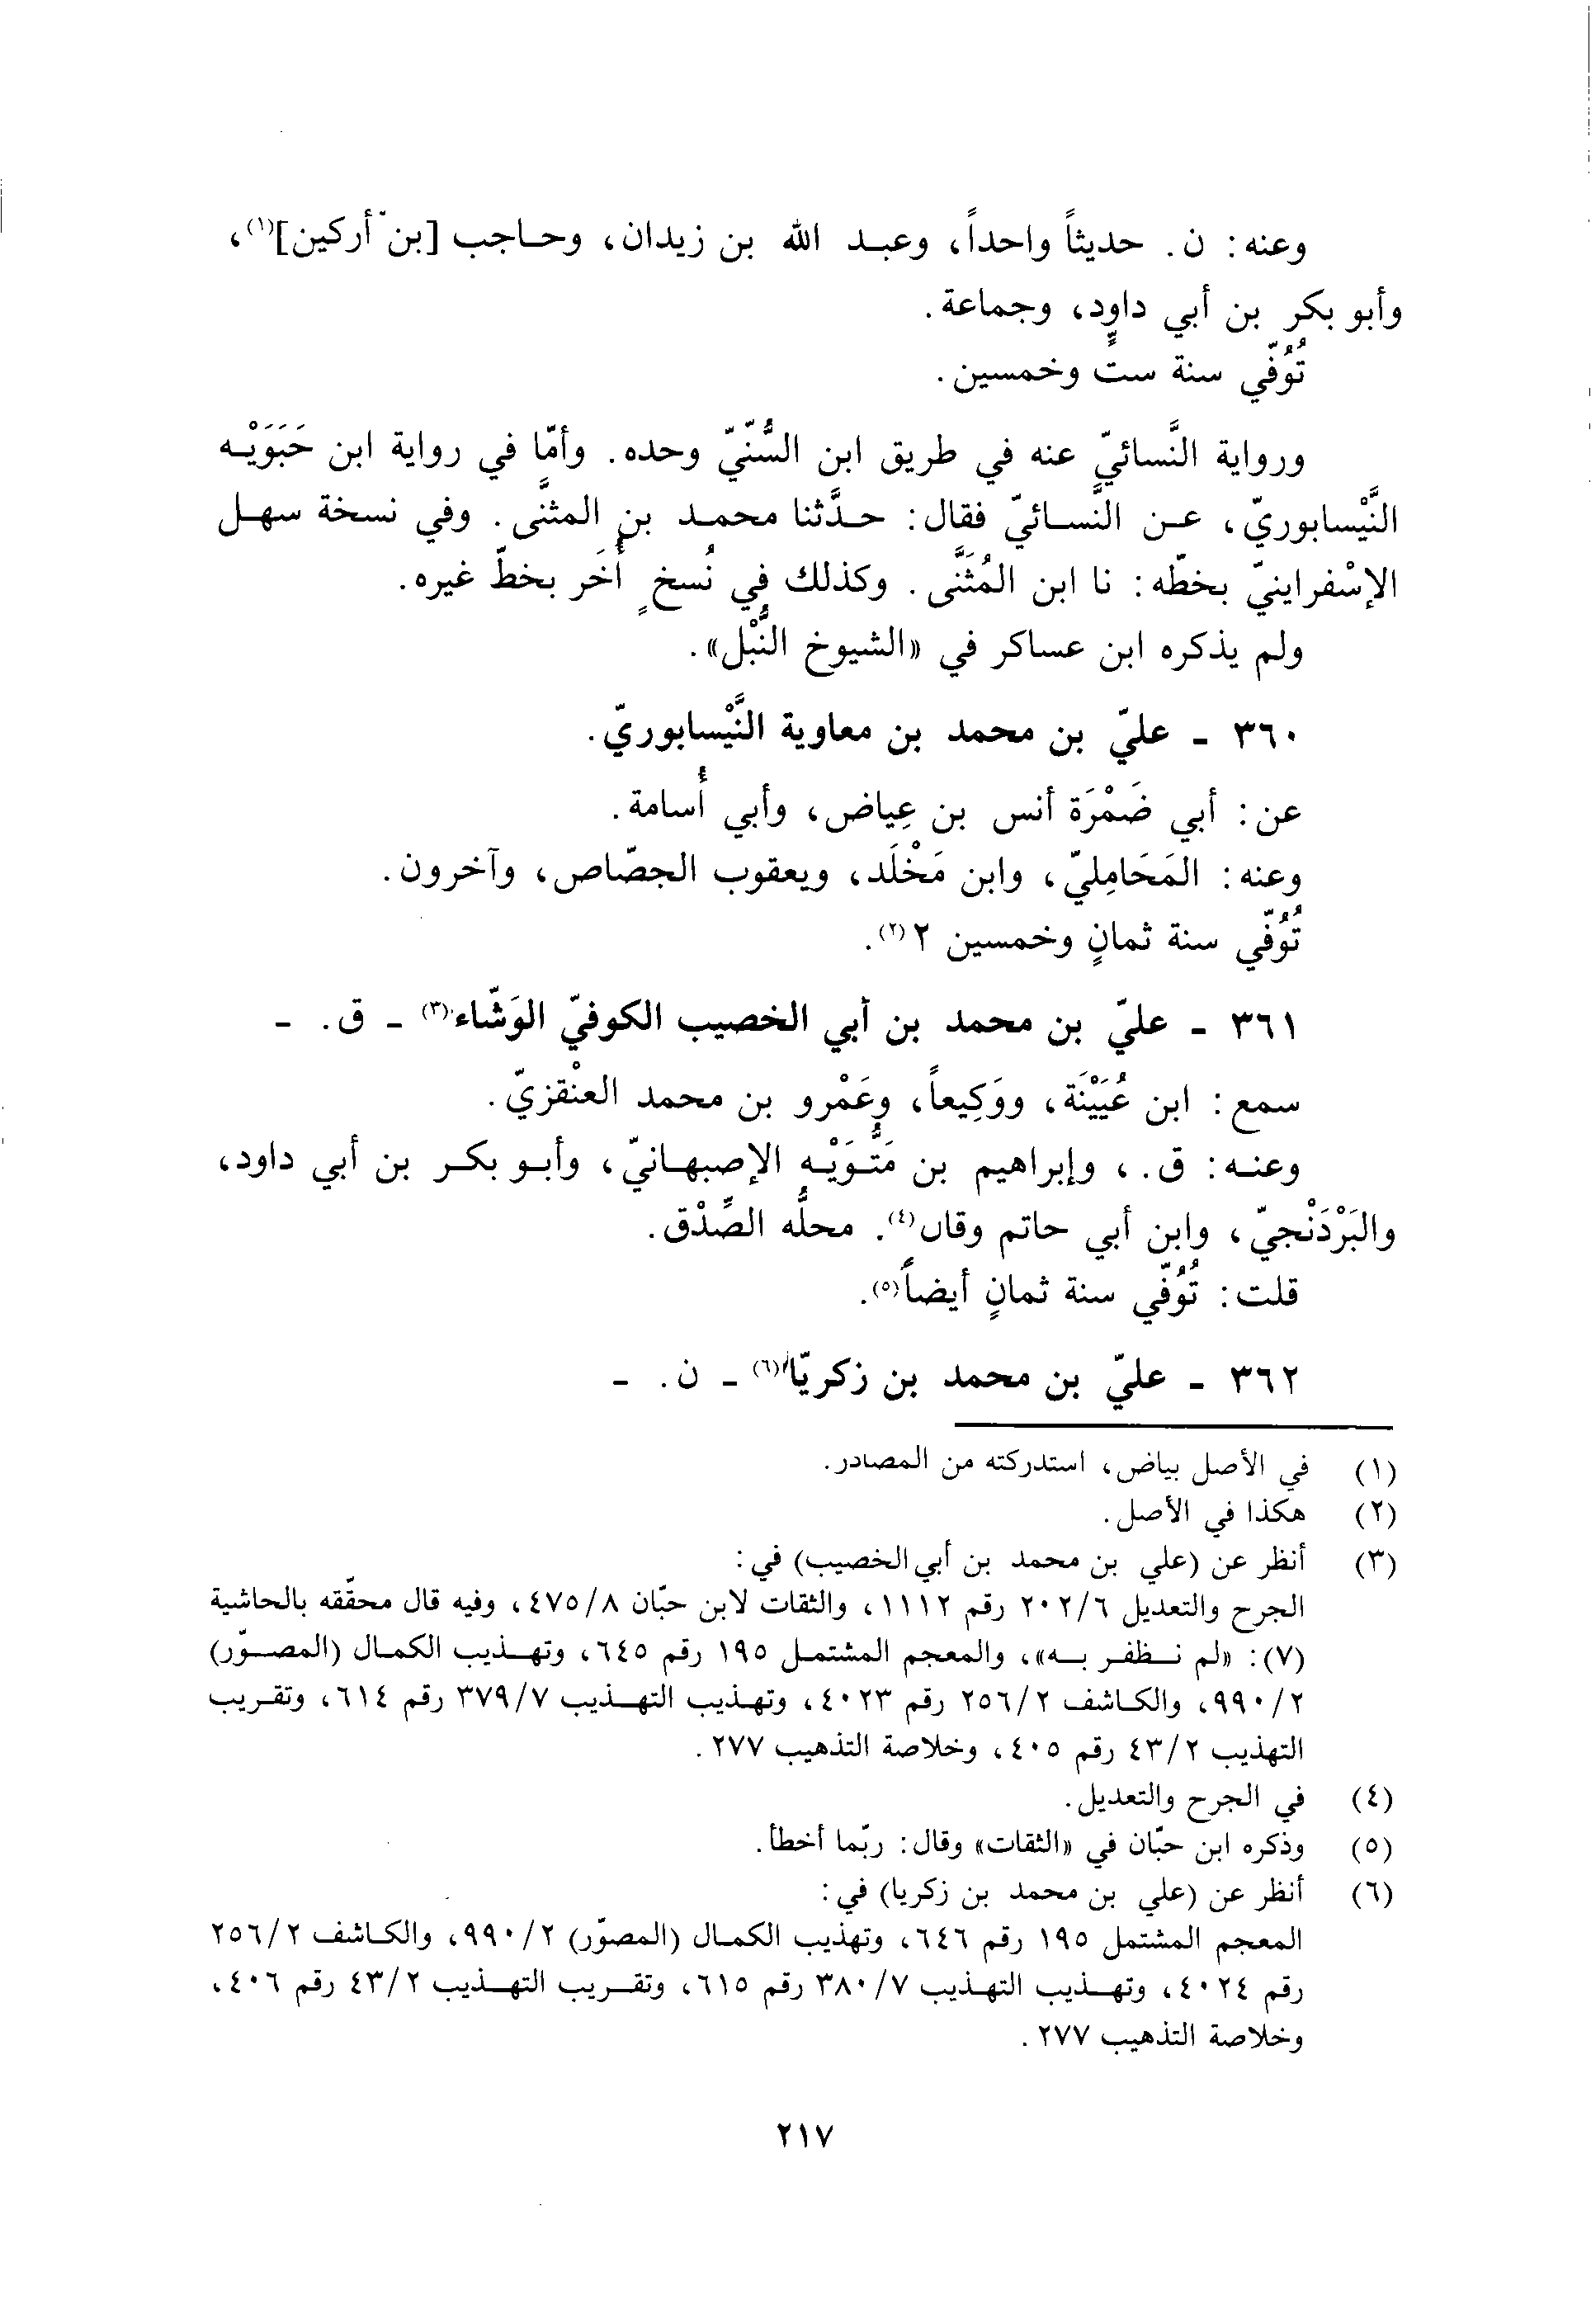 وعنه: ن. حديثاً واحداً، وعبد الله بن زيدان، وحاجب [بن أركين]⁽¹⁾،
وأبو بكر بن أبي داود، وجماعة.
تُوُفّي سنة ستٍّ وخمسين.
ورواية النَّسائيّ عنه في طريق ابن السُّنّيّ وحده. وأمّا في رواية ابن حَبَوَيْه
النَّيْسابوريّ، عن النَّسائيّ فقال: حدَّثنا محمد بن المثنَّى. وفي نسخة سهل
الإسْفراينيّ بخطّه: نا ابن المُثَنَّى. وكذلك في نُسخٍ أُخَر بخطّ غيره.
ولم يذكره ابن عساكر في «الشيوخ النُّبْل».
٣٦٠ - عليّ بن محمد بن معاوية النَّيْسابوريّ.
عن: أبي ضَمْرَة أنس بن عِياض، وأبي أُسامة.
وعنه: المَحَامِليّ، وابن مَخْلَد، ويعقوب الجصّاص، وآخرون.
تُوُفّي سنة ثمانٍ وخمسين ٢⁽٢⁾.
٣٦١ - عليّ بن محمد بن أبي الخصيب الكوفيّ الوَشّاء⁽٣⁾ - ق. -
سمع: ابن عُيَيْنَة، ووَكِيعاً، وعَمْرو بن محمد العنْقزيّ.
وعنه: ق.، وإبراهيم بن مَتُّوَيْه الإصبهانيّ، وأبو بكر بن أبي داود،
والبَرْدَنْجيّ، وابن أبي حاتم وقال⁽٤⁾. محلُّه الصِّدْق.
قلت: تُوُفّي سنة ثمانٍ أيضاً⁽٥⁾.
٣٦٢ - عليّ بن محمد بن زكريّا⁽٦⁾ - ن. -
(١) في الأصل بياض، استدركته من المصادر.
(٢) هكذا في الأصل.
(٣) أنظر عن (علي بن محمد بن أبي الخصيب) في:
الجرح والتعديل ٢٠٢/٦ رقم ١١١٢، والثقات لابن حبّان ٤٧٥/٨، وفيه قال محقّقه بالحاشية
(٧): «لم نظفر به»، والمعجم المشتمل ١٩٥ رقم ٦٤٥، وتهذيب الكمال (المصوّر)
٩٩٠/٢، والكاشف ٢٥٦/٢ رقم ٤٠٢٣، وتهذيب التهذيب ٣٧٩/٧ رقم ٦١٤، وتقريب
التهذيب ٤٣/٢ رقم ٤٠٥، وخلاصة التذهيب ٢٧٧.
(٤) في الجرح والتعديل.
(٥) وذكره ابن حبّان في «الثقات» وقال: ربّما أخطأ.
(٦) أنظر عن (علي بن محمد بن زكريا) في:
المعجم المشتمل ١٩٥ رقم ٦٤٦، وتهذيب الكمال (المصوّر) ٩٩٠/٢، والكاشف ٢٥٦/٢
رقم ٤٠٢٤، وتهذيب التهذيب ٣٨٠/٧ رقم ٦١٥، وتقريب التهذيب ٤٣/٢ رقم ٤٠٦،
وخلاصة التذهيب ٢٧٧.
٢١٧